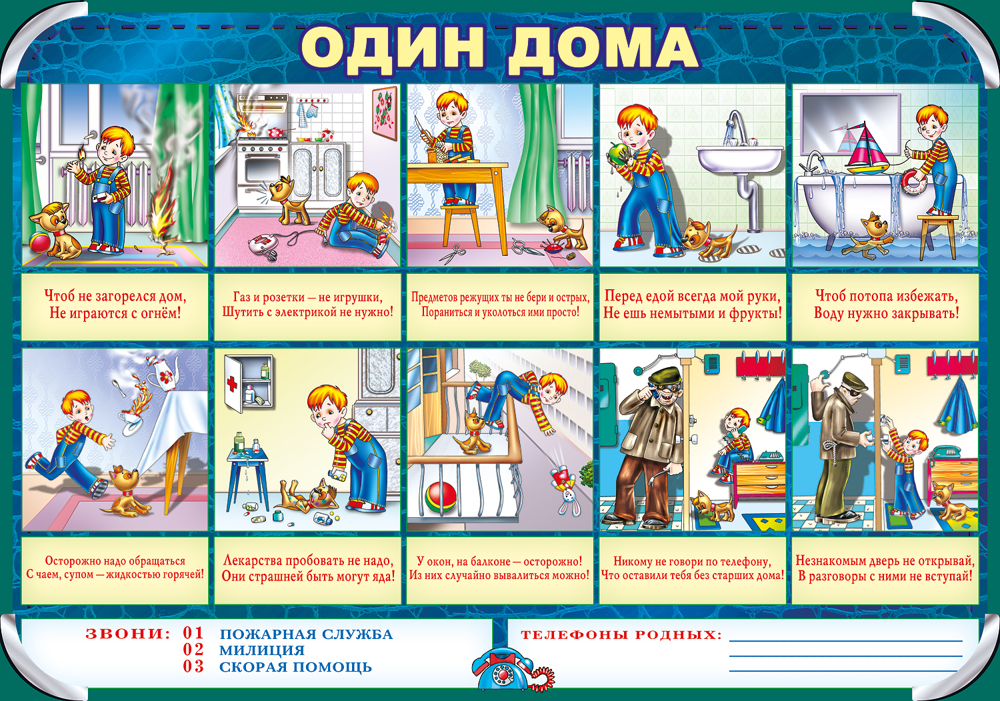 ОДИН ДОМА
Чтоб не загорелся дом,
Не играются с огнём!
Газ и розетки – не игрушки,
Шутить с электрикой не нужно!
Предметов режущих ты не бери и острых,
Пораниться и уколоться ими просто!
Перед едой всегда мой руки,
Не ешь немытыми и фрукты!
Чтоб потопа избежать,
Воду нужно закрывать!
Осторожно надо обращаться
С чаем, супом – жидкостью горячей!
Лекарства пробовать не надо,
Они страшней быть могут яда!
У окон, на балконе – осторожно!
Из них случайно вывалиться можно!
Никому не говори по телефону,
Что оставили тебя без старших дома!
Незнакомым дверь не открывай,
В разговоры с ними не вступай!
ЗВОНИ: 01 ПОЖАРНАЯ СЛУЖБА
02 МИЛИЦИЯ
03 СКОРАЯ ПОМОЩЬ
ТЕЛЕФОНЫ РОДНЫХ: